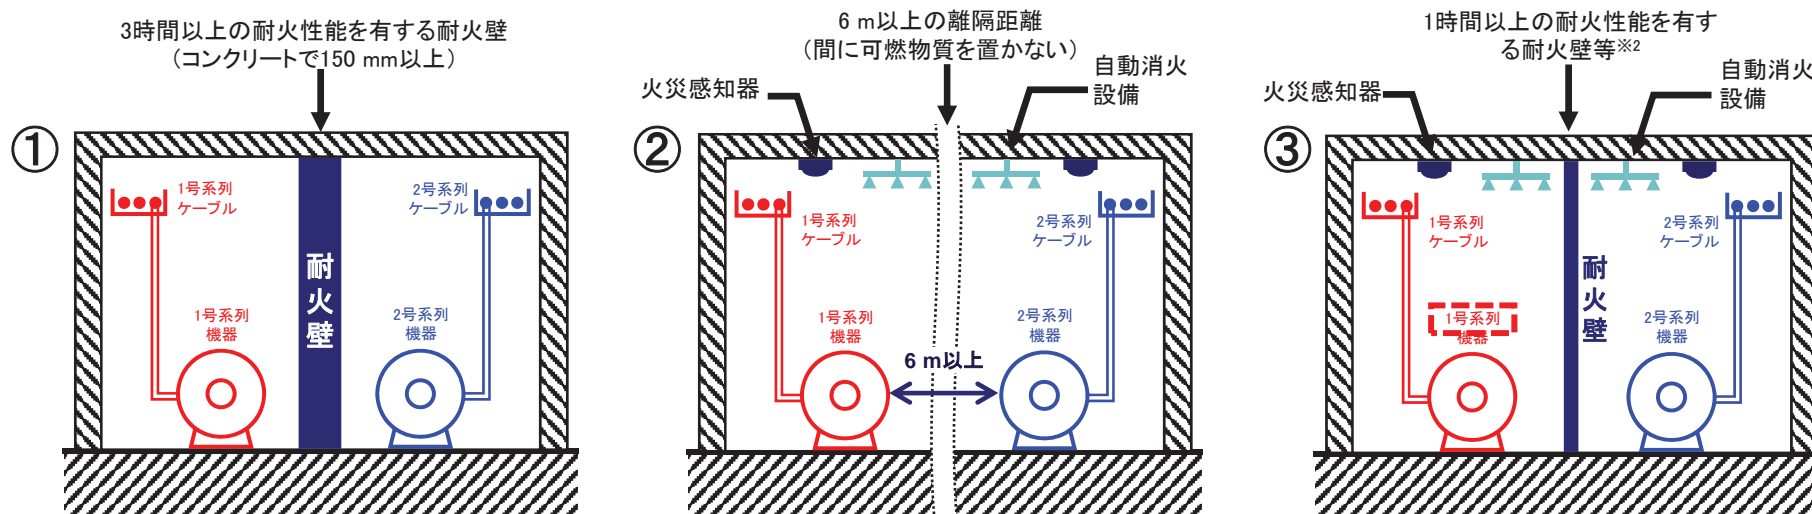 ①
3時間以上の耐火性能を有する耐火壁
（コンクリートで150 mm以上）
1号系列
ケーブル
2号系列
ケーブル
耐火壁
1号系列
機器
2号系列
機器
②
6 m以上の離隔距離
（間に可燃物質を置かない）
火災感知器
自動消火
設備
1号系列
ケーブル
2号系列
ケーブル
1号系列
機器
2号系列
機器
6 m以上
③
1時間以上の耐火性能を有す
る耐火壁等※2
火災感知器
自動消火
設備
1号系列
ケーブル
2号系列
ケーブル
耐火壁
1号系列
機器
2号系列
機器